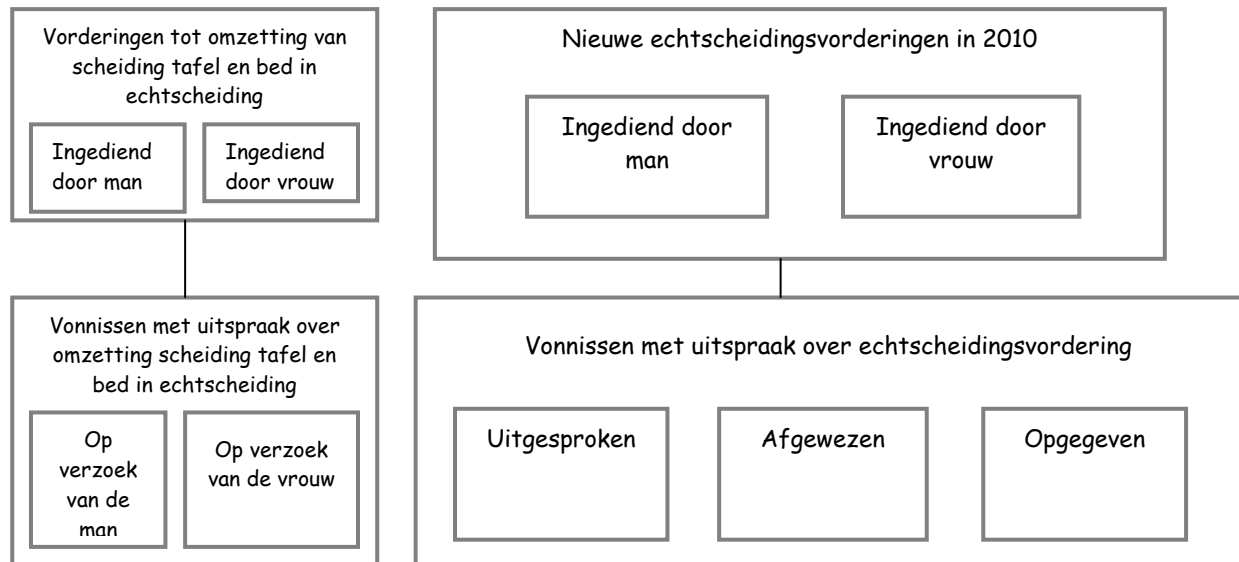 Vorderingen tot omzetting van
scheiding tafel en bed in
echtscheiding
Ingediend
door man
Ingediend
door vrouw
Nieuwe echtscheidingsvorderingen in 2010
Ingediend door
man
Ingediend door
vrouw
Vonnissen met uitspraak over
omzetting scheiding tafel en
bed in echtscheiding
Op
verzoek
van de
man
Op verzoek
van de vrouw
Vonnissen met uitspraak over echtscheidingsvordering
Uitgesproken
Afgewezen
Opgegeven